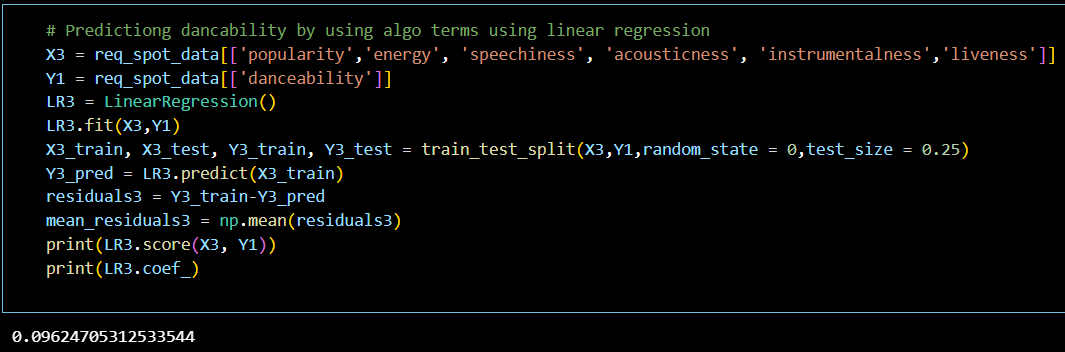 # Predictiong dancability by using algo terms using linear regression
X3 = req_spot_data[['popularity','energy', 'speechiness', 'acousticness', 'instrumentalness','liveness']]
Y1 = req_spot_data[['danceability']]
LR3 = LinearRegression()
LR3.fit(X3,Y1)
X3_train, X3_test, Y3_train, Y3_test = train_test_split(X3,Y1,random_state = 0,test_size = 0.25)
Y3_pred = LR3.predict(X3_train)
residuals3 = Y3_train-Y3_pred
mean_residuals3 = np.mean(residuals3)
print(LR3.score(X3, Y1))
print(LR3.coef_)
0.09624705312533544